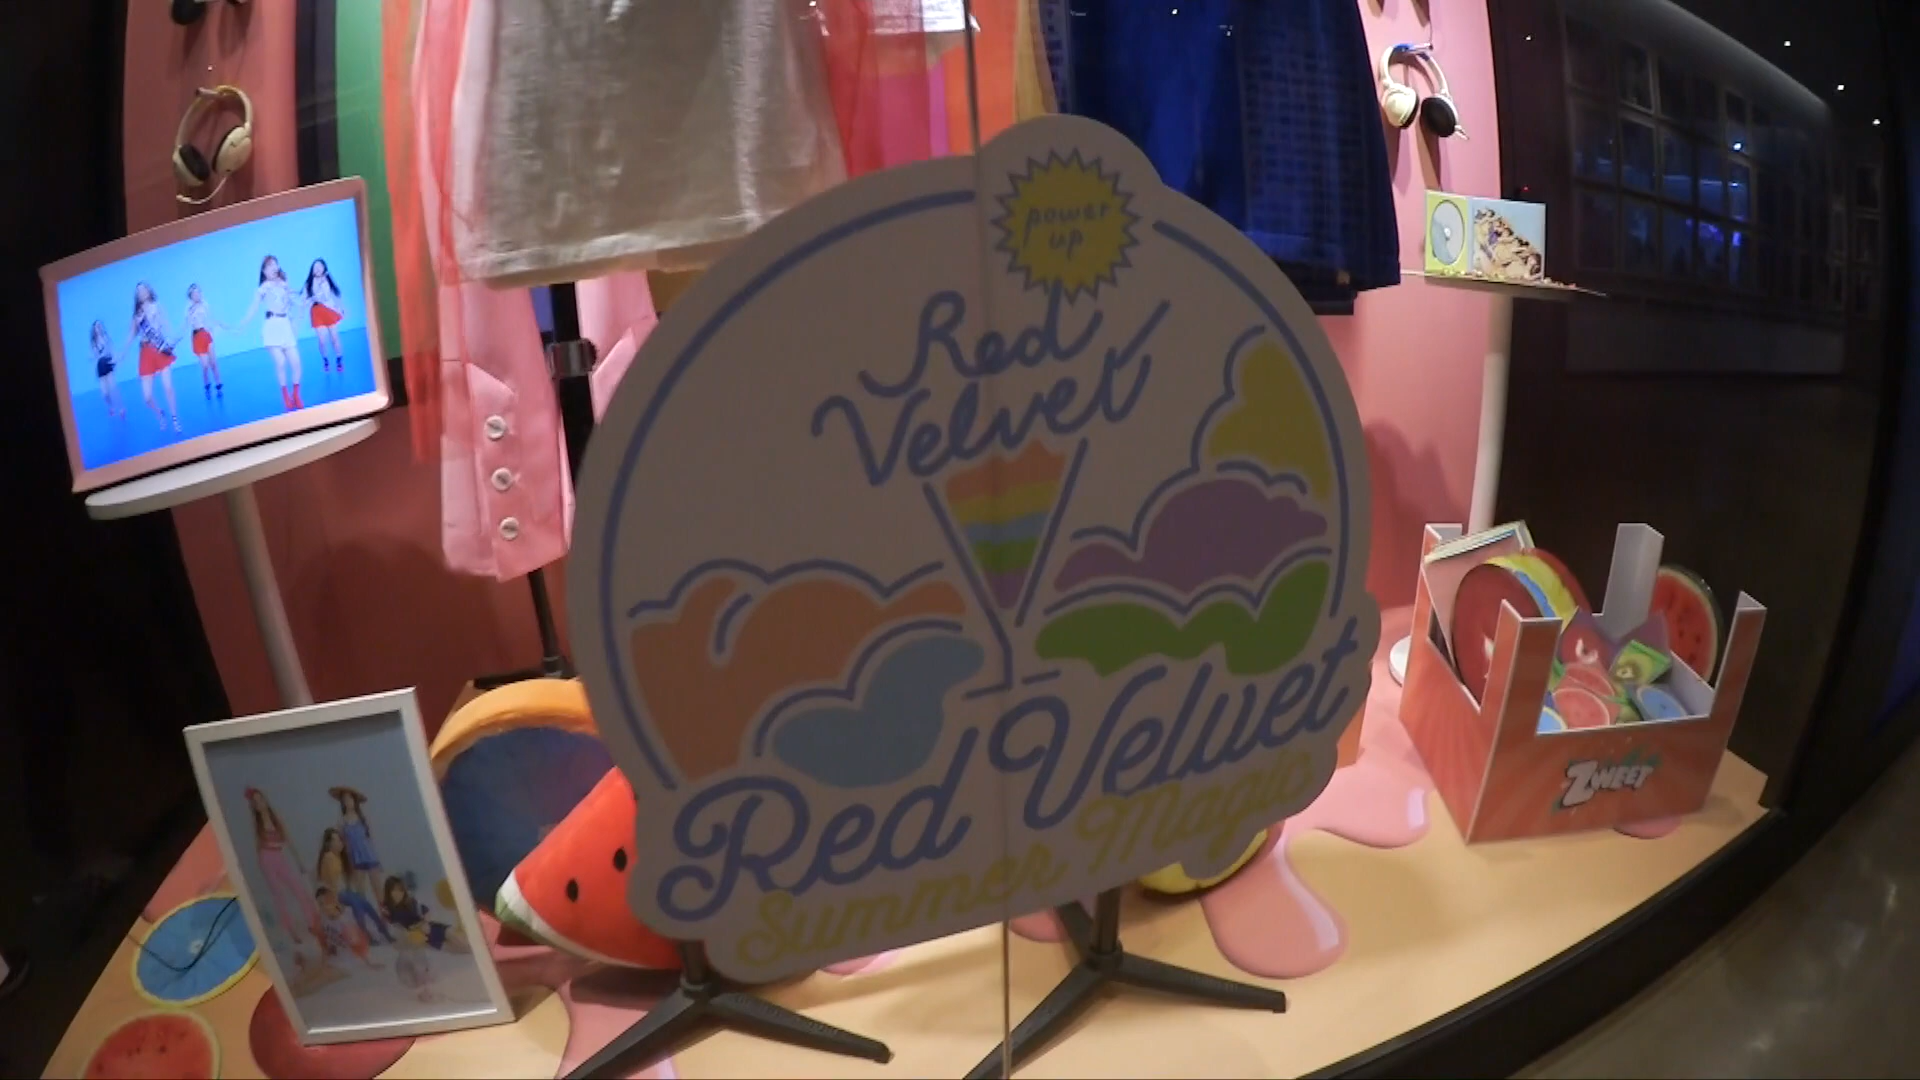 power
up
Red
Velvet
Red Velvet
Summer Magic
ZWEET